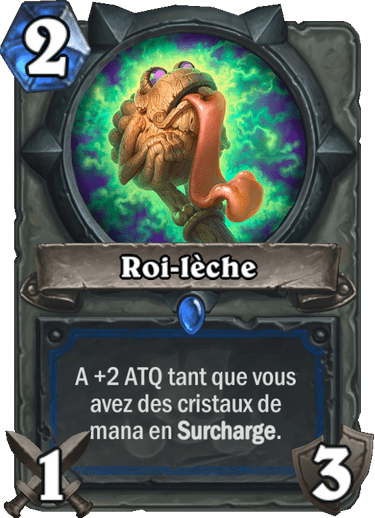 2
Roi-lèche
A +2 ATQ tant que vous
avez des cristaux de
mana en Surcharge.
1
3